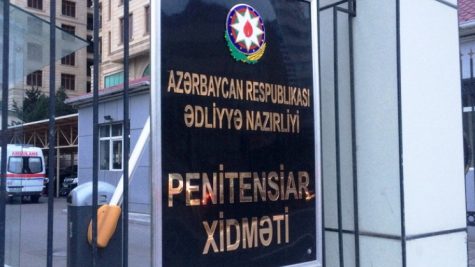 AZƏRBAYCAN RESPUBLİKASI
ƏDLİYYƏ NAZİRLİYİ
PENİTENSİAR
XİDMƏTİ